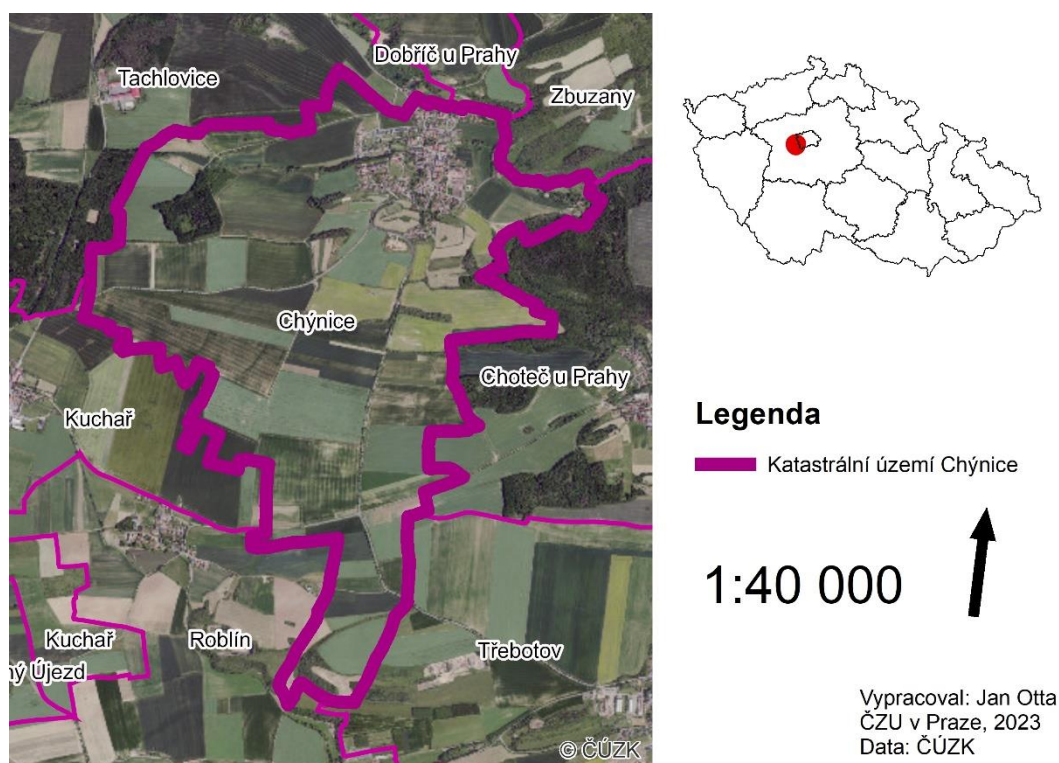 Dobříč u Prahy
Tachlovice
Zbuzany
Chýnice
Choteč u Prahy
Kuchař
Kuchař
Roblín
Třebotov
ný Újezd
© ČÚZK
Legenda
Katastrální území Chýnice
1:40 000
Vypracoval: Jan Otta
ČZU v Praze, 2023
Data: ČÚZK